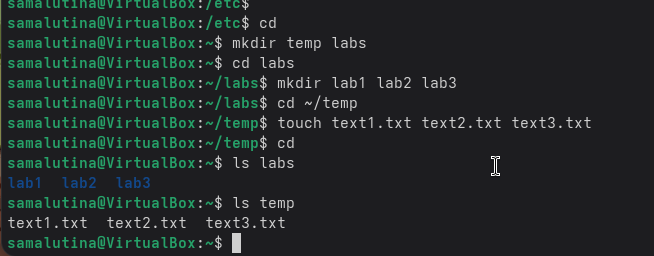 samalutina@VirtualBox:/etc$
samalutina@VirtualBox:/etc$ cd
samalutina@VirtualBox:~$ mkdir temp labs
samalutina@VirtualBox:~$ cd labs
samalutina@VirtualBox:~/labs$ mkdir lab1 lab2 lab3
samalutina@VirtualBox:~/labs$ cd ~/temp
samalutina@VirtualBox:~/temp$ touch text1.txt text2.txt text3.txt
samalutina@VirtualBox:~/temp$ cd
samalutina@VirtualBox:~$ ls labs
lab1  lab2  lab3
samalutina@VirtualBox:~$ ls temp
text1.txt  text2.txt  text3.txt
samalutina@VirtualBox:~$